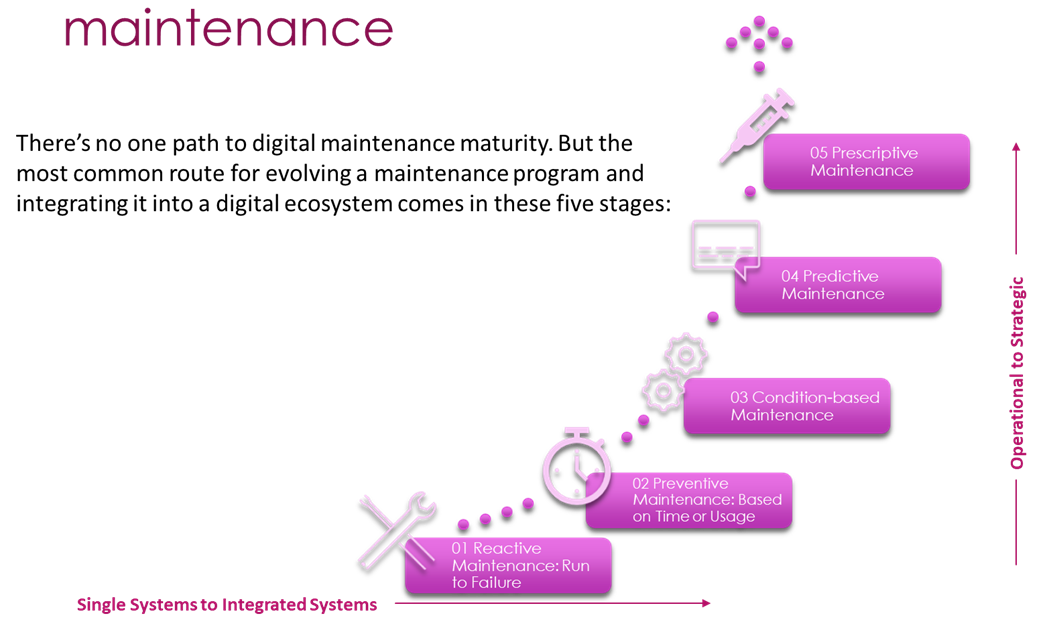 maintenance
There’s no one path to digital maintenance maturity. But the
most common route for evolving a maintenance program and
integrating it into a digital ecosystem comes in these five stages:
05 Prescriptive
Maintenance
04 Predictive
Maintenance
03 Condition-based
Maintenance
02 Preventive
Maintenance: Based
on Time or Usage
01 Reactive
Maintenance: Run
to Failure
Single Systems to Integrated Systems
Operational to Strategic